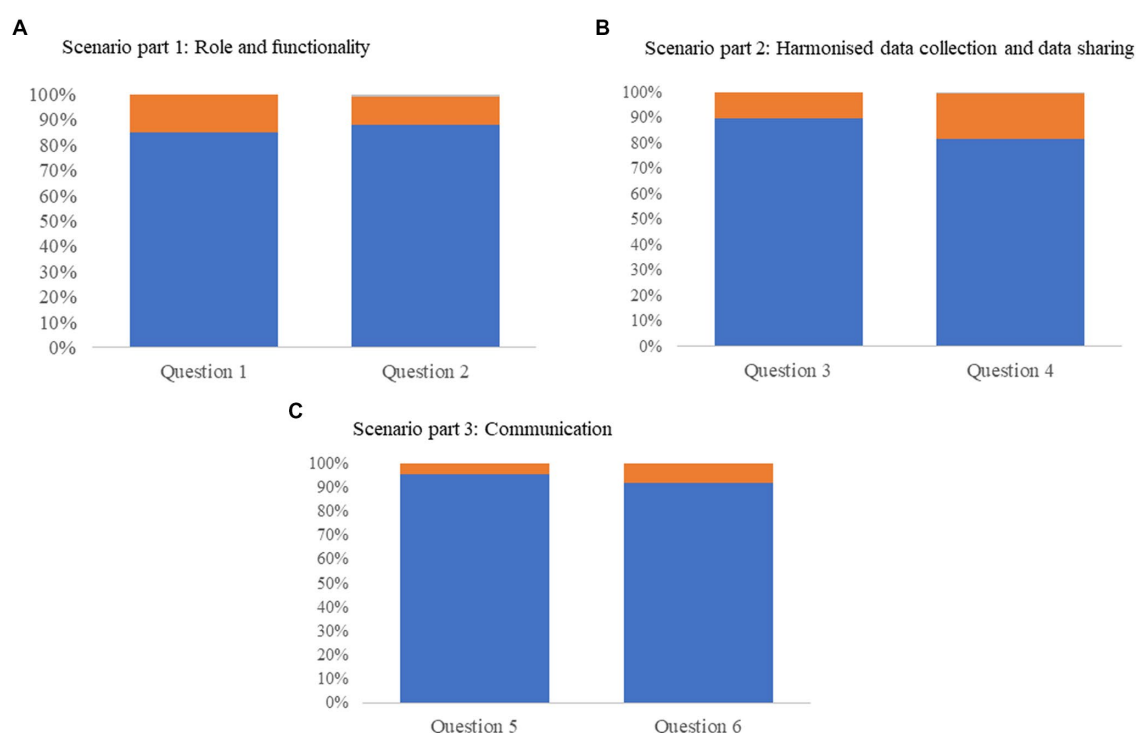 A
Scenario part 1: Role and functionality
100%
90%
80%
70%
60%
50%
40%
30%
20%
10%
0%
Question 1
Question 2
B
Scenario part 2: Harmonised data collection and data sharing
100%
90%
80%
70%
60%
50%
40%
30%
20%
10%
0%
Question 3
Question 4
C
Scenario part 3: Communication
100%
90%
80%
70%
60%
50%
40%
30%
20%
10%
0%
Question 5
Question 6